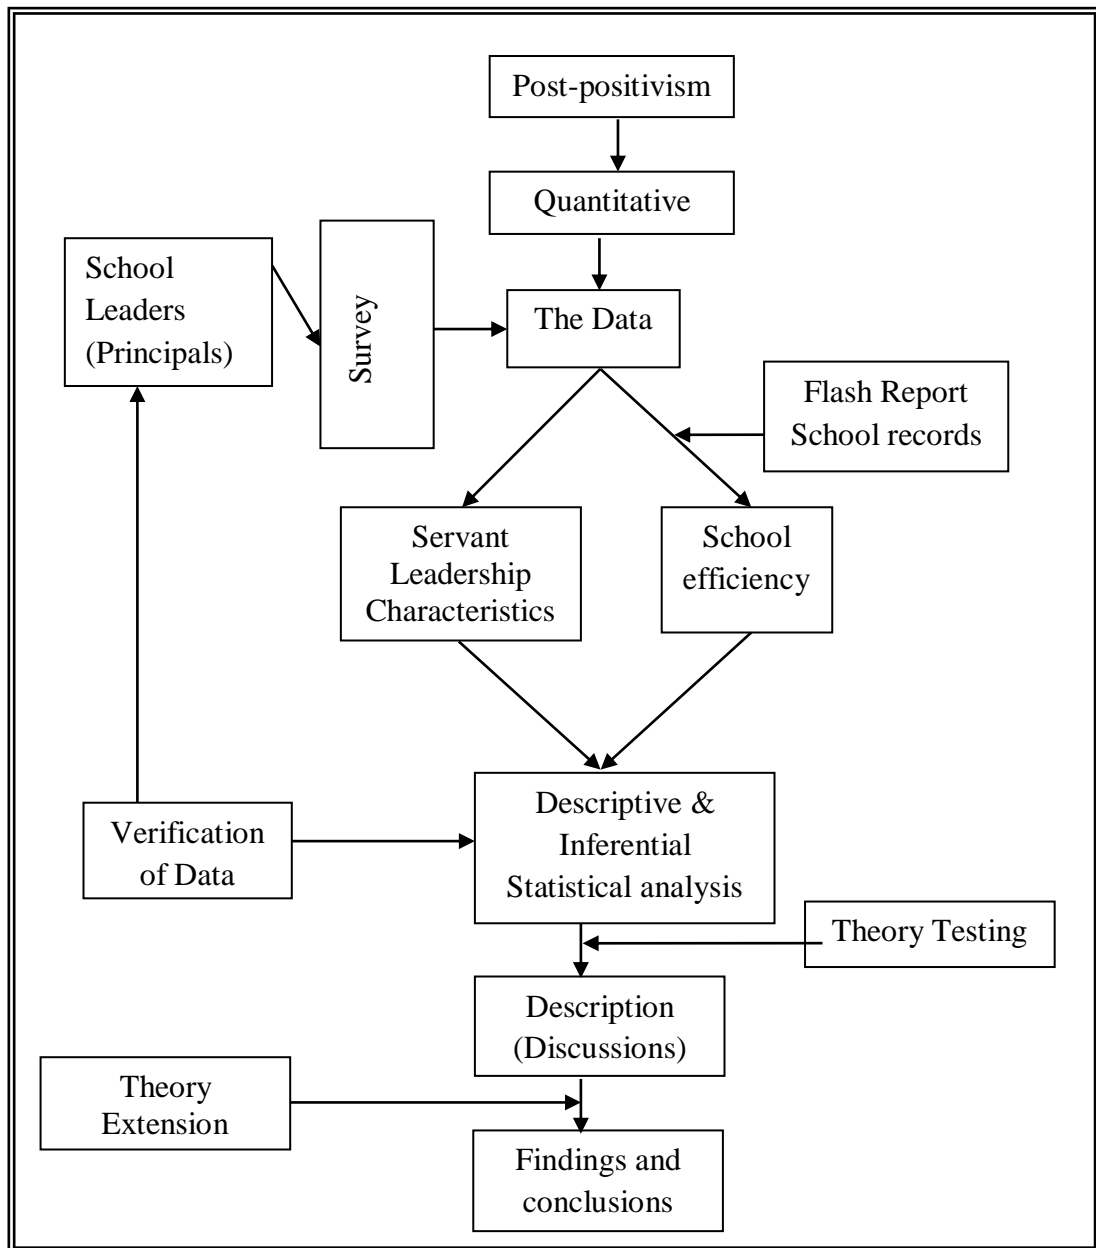 Post-positivism
Quantitative
School
Leaders
(Principals)
Survey
The Data
Flash Report
School records
Servant
Leadership
Characteristics
School
efficiency
Verification
of Data
Descriptive &
Inferential
Statistical analysis
Theory Testing
Description
(Discussions)
Theory
Extension
Findings and
conclusions